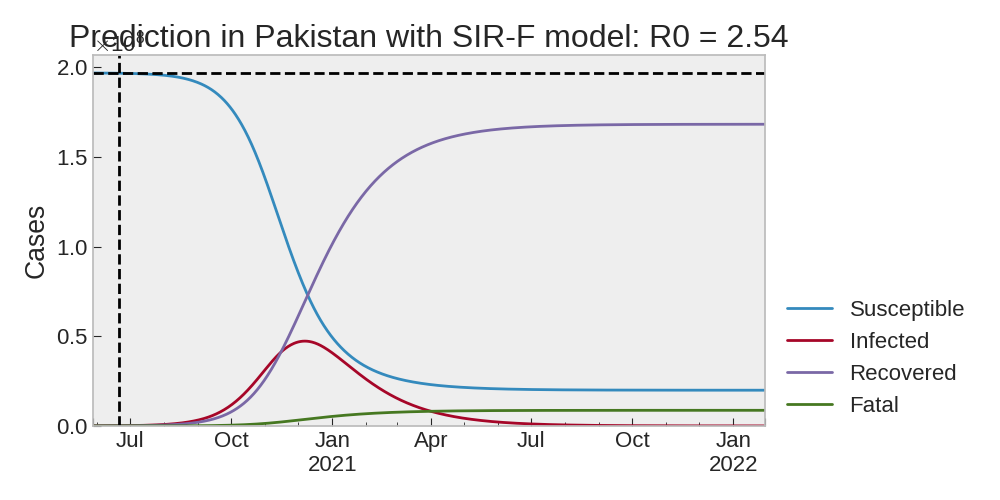 Prediction in Pakistan with SIR-F model: R0 = 2.54
×10⁸
2.0
1.5
1.0
0.5
0.0
Cases
Jul Oct Jan Apr Jul Oct Jan
2021 2022
Susceptible
Infected
Recovered
Fatal